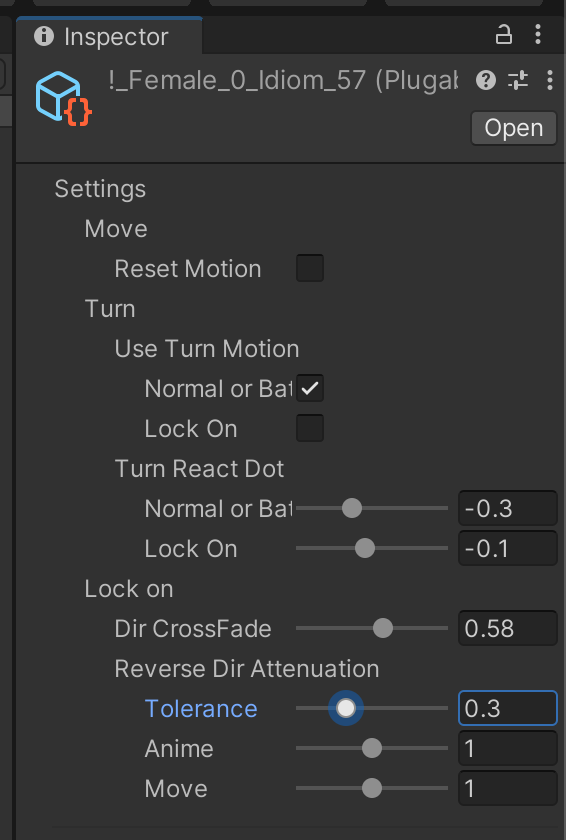 Inspector
!_Female_0_Idiom_57 (Plugab
Open
Settings
Move
Reset Motion
Turn
Use Turn Motion
Normal or Bat
Lock On
Turn React Dot
Normal or Bat -0.3
Lock On -0.1
Lock on
Dir CrossFade 0.58
Reverse Dir Attenuation
Tolerance 0.3
Anime 1
Move 1